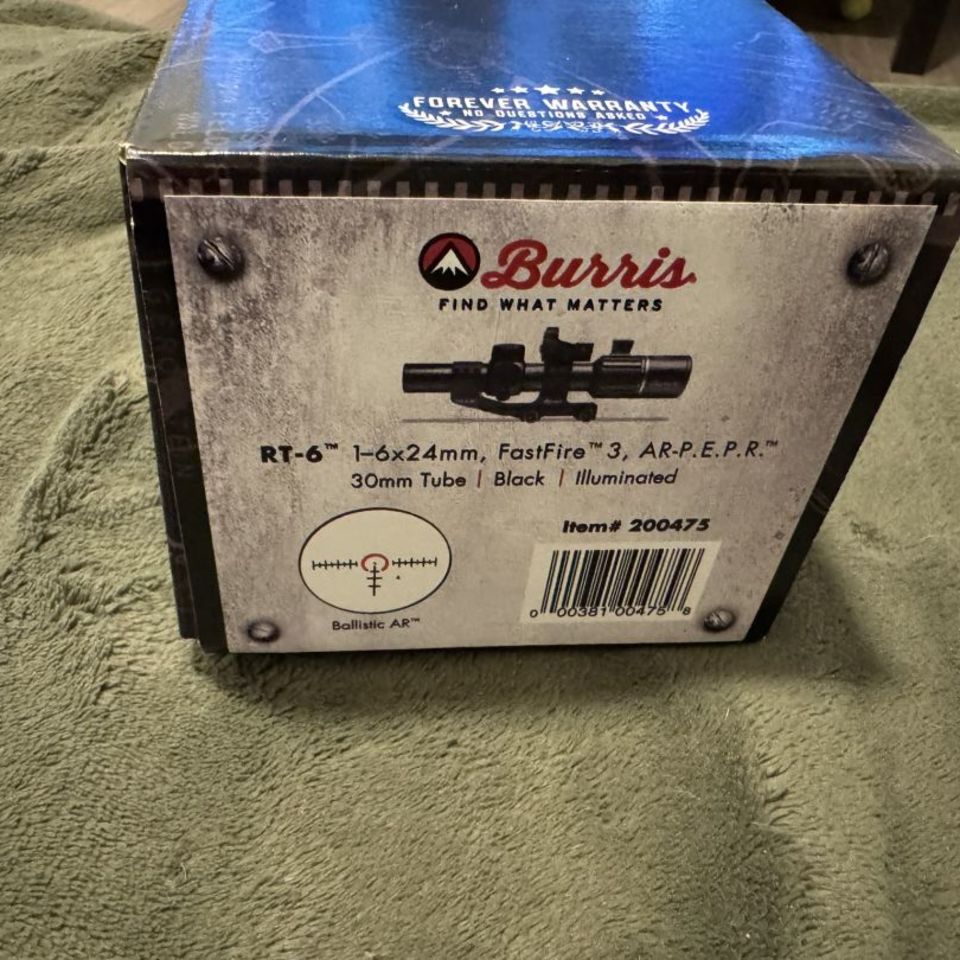 FOREVER WARRANTY
NO QUESTIONS ASKED
Burris
FIND WHAT MATTERS
RT-6™ 1-6x24mm, FastFire™ 3, AR-P.E.P.R.™
30mm Tube | Black | Illuminated
Item# 200475
4
0 00381 00475 8
Ballistic AR™